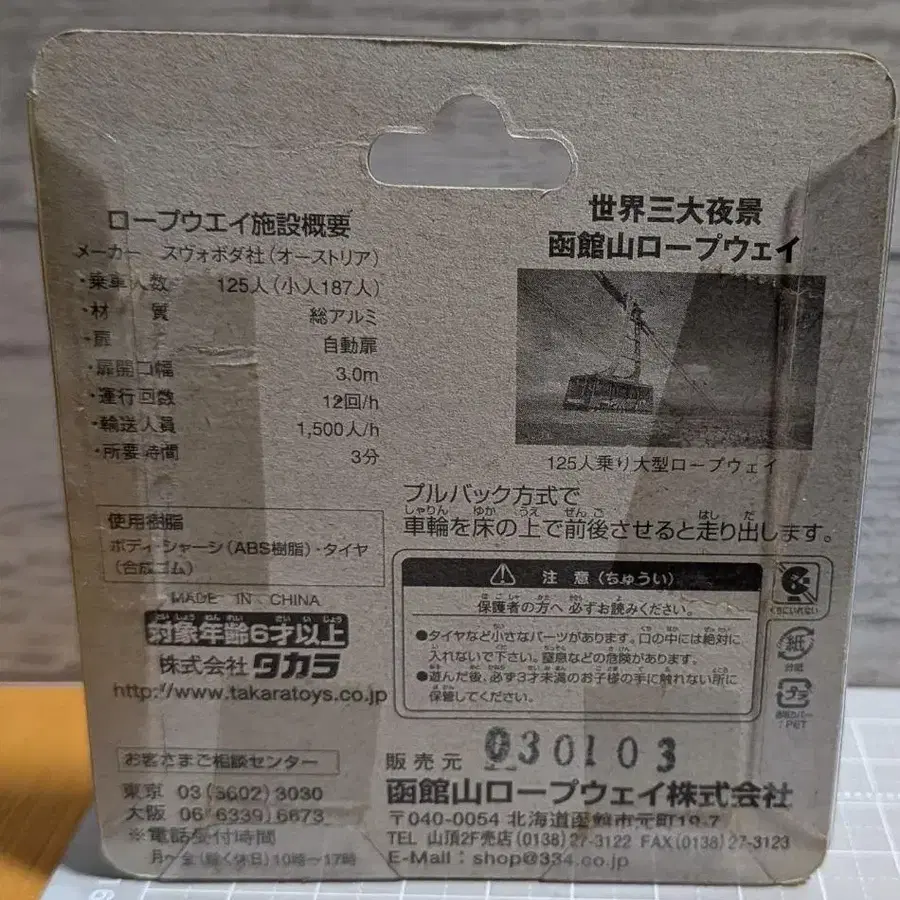 ロープウエイ施設概要
メーカー スヴォボダ社(オーストリア)
・乗車人数 125人(小人187人)
・材 質 総アルミ
・扉 自動扉
・扉開口幅 3.0m
・運行回数 12回/h
・輸送人員 1,500人/h
・所要時間 3分
使用樹脂
ボディ・シャーシ(ABS樹脂)・タイヤ
(合成ゴム)
MADE IN CHINA
対象年齢6才以上
株式会社タカラ
http://www.takaratoys.co.jp
お客さまご相談センター
東京 03(3602)3030
大阪 06(6339)5673
※電話受付時間
月〜金(除く休日)10時〜17時
世界三大夜景
函館山ロープウェイ
125人乗り大型ロープウェイ
プルバック方式で
車輪を床の上で前後させると走り出します。
⚠ 注意(ちゅうい)
保護者の方へ 必ずお読みください。
●タイヤなど小さなパーツがあります。口の中には絶対に
入れないで下さい。窒息などの危険があります。
●遊んだ後、必ず3才未満のお子様の手に触れない所に
保管してください。
くちにいれない
紙
台紙
プラ
: PET
販売元 030103
函館山ロープウェイ株式会社
〒040-0054 北海道函館市元町19-7
TEL 山頂2F売店(0138)27-3122 FAX(0138)27-3123
E-Mail : shop@334.co.jp